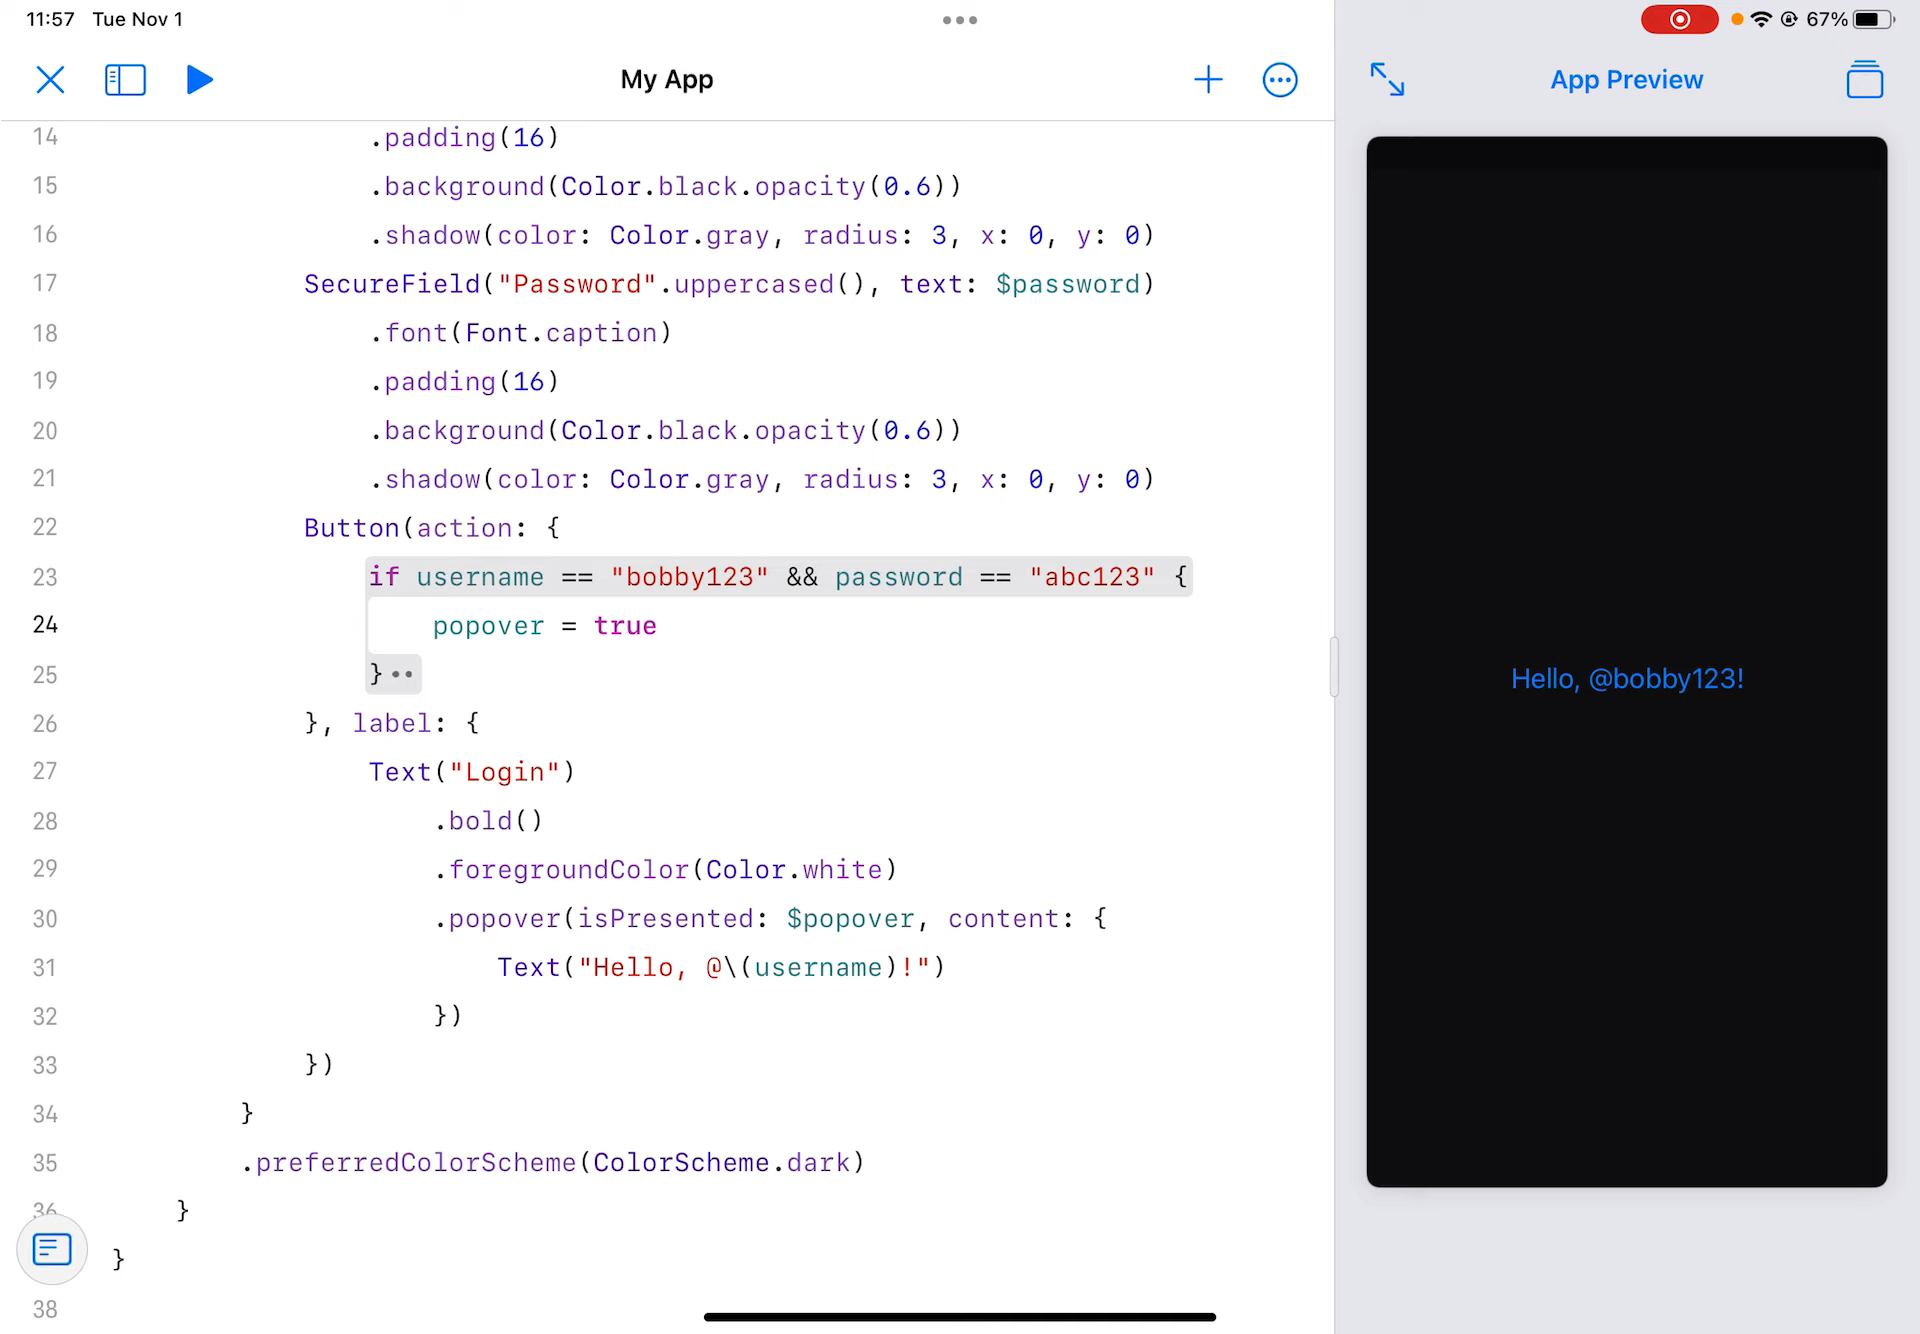 11:57 Tue Nov 1
67%
My App
App Preview
14 .padding(16)
15 .background(Color.black.opacity(0.6))
16 .shadow(color: Color.gray, radius: 3, x: 0, y: 0)
17 SecureField("Password".uppercased(), text: $password)
18 .font(Font.caption)
19 .padding(16)
20 .background(Color.black.opacity(0.6))
21 .shadow(color: Color.gray, radius: 3, x: 0, y: 0)
22 Button(action: {
23 if username == "bobby123" && password == "abc123" {
24 popover = true
25 }
26 }, label: {
27 Text("Login")
28 .bold()
29 .foregroundColor(Color.white)
30 .popover(isPresented: $popover, content: {
31 Text("Hello, @\(username)!")
32 })
33 })
34 }
35 .preferredColorScheme(ColorScheme.dark)
36 }
}
38
Hello, @bobby123!